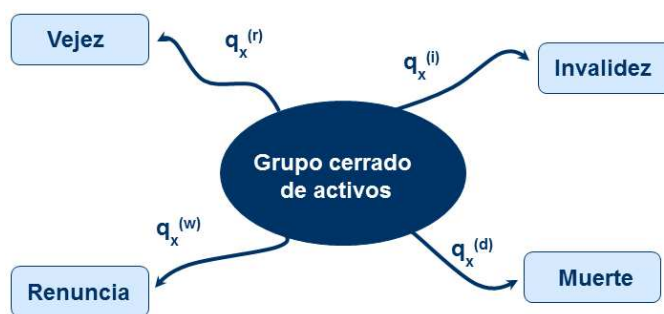 Vejez
q_x^(r)
q_x^(i)
Invalidez
Grupo cerrado
de activos
q_x^(w)
q_x^(d)
Renuncia
Muerte